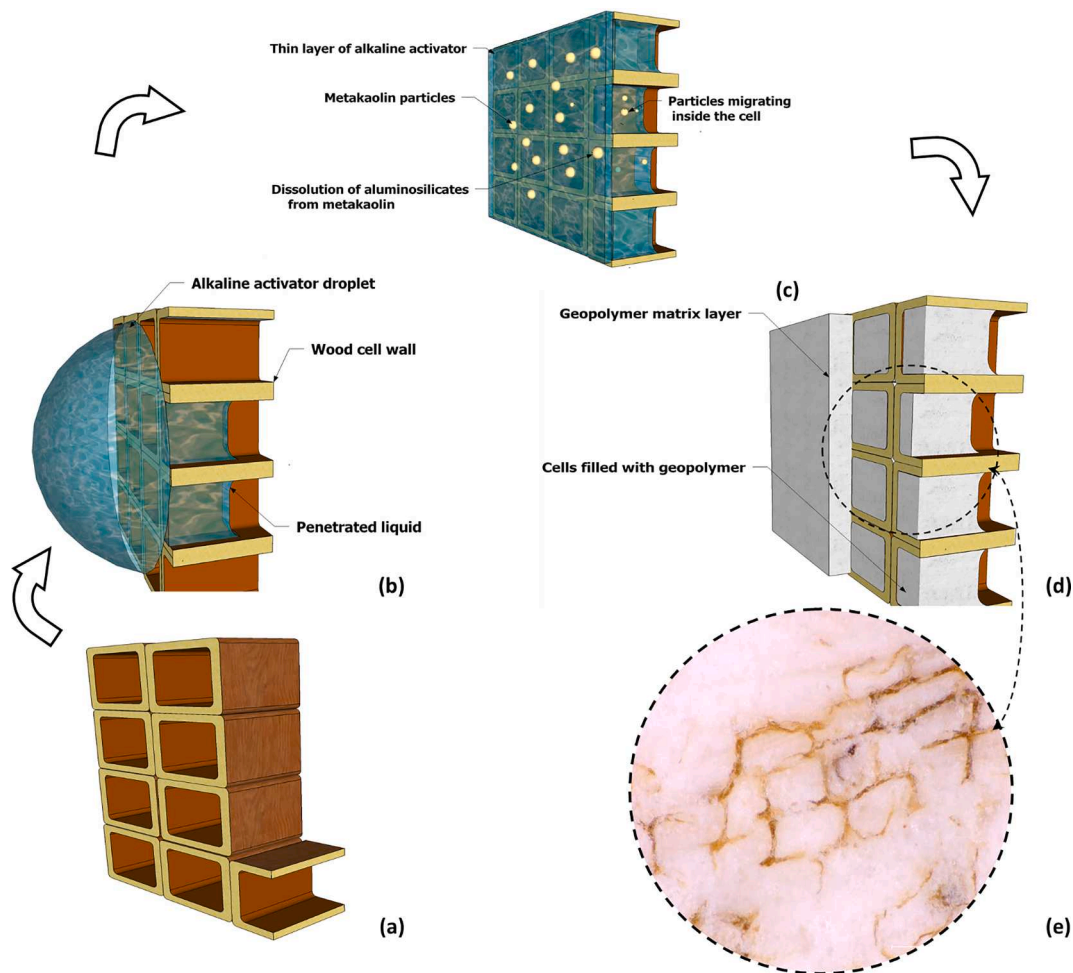 Thin layer of alkaline activator
Metakaolin particles
Particles migrating
inside the cell
Dissolution of aluminosilicates
from metakaolin
(c)
Alkaline activator droplet
Wood cell wall
Penetrated liquid
(b)
Geopolymer matrix layer
Cells filled with geopolymer
(d)
(a)
(e)